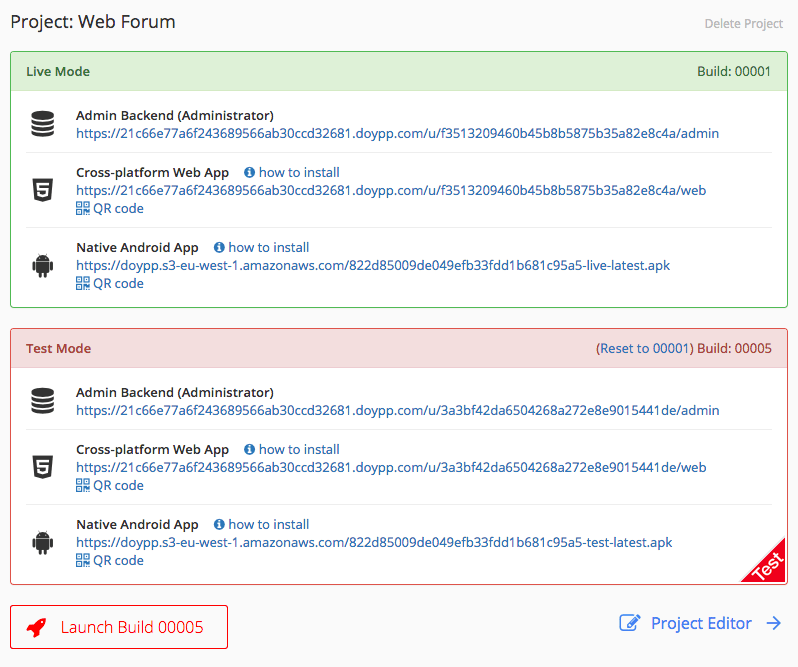 Project: Web Forum
Delete Project
Live Mode
Build: 00001
Admin Backend (Administrator)
https://21c66e77a6f243689566ab30ccd32681.doypp.com/u/f3513209460b45b8b5875b35a82e8c4a/admin
Cross-platform Web App how to install
https://21c66e77a6f243689566ab30ccd32681.doypp.com/u/f3513209460b45b8b5875b35a82e8c4a/web
QR code
Native Android App how to install
https://doypp.s3-eu-west-1.amazonaws.com/822d85009de049efb33fdd1b681c95a5-live-latest.apk
QR code
Test Mode
(Reset to 00001) Build: 00005
Admin Backend (Administrator)
https://21c66e77a6f243689566ab30ccd32681.doypp.com/u/3a3bf42da6504268a272e8e9015441de/admin
Cross-platform Web App how to install
https://21c66e77a6f243689566ab30ccd32681.doypp.com/u/3a3bf42da6504268a272e8e9015441de/web
QR code
Native Android App how to install
https://doypp.s3-eu-west-1.amazonaws.com/822d85009de049efb33fdd1b681c95a5-test-latest.apk
QR code
Test
Launch Build 00005
Project Editor